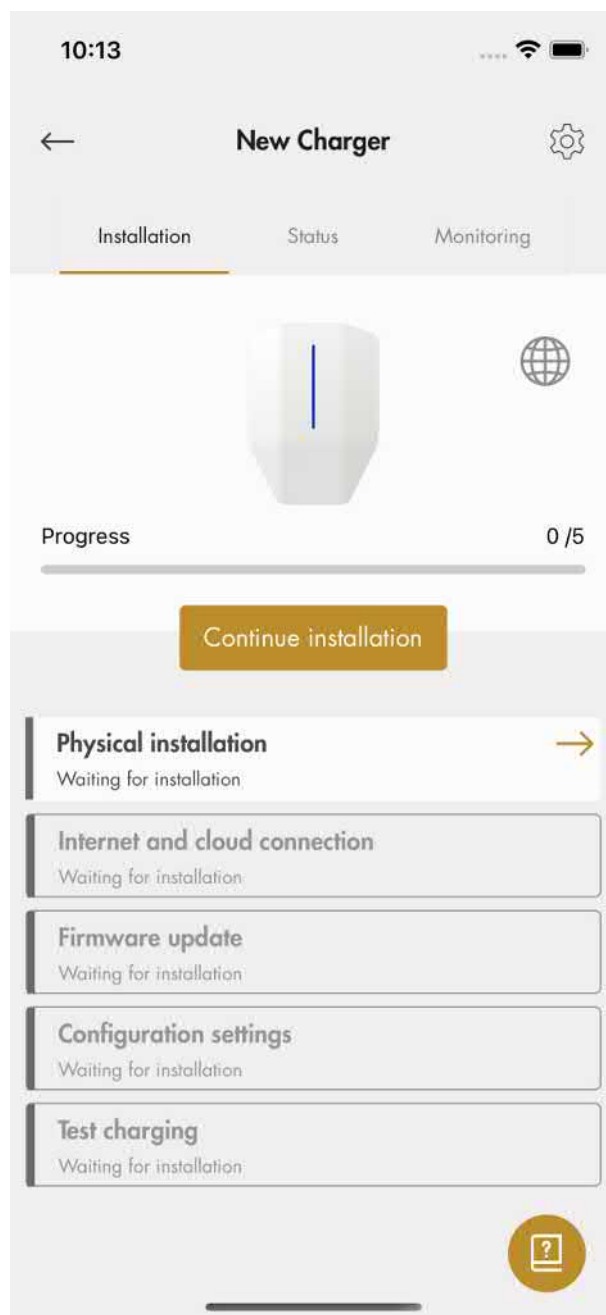 10:13
New Charger
Installation Status Monitoring
Progress 0 /5
Continue installation
Physical installation
Waiting for installation
Internet and cloud connection
Waiting for installation
Firmware update
Waiting for installation
Configuration settings
Waiting for installation
Test charging
Waiting for installation
?